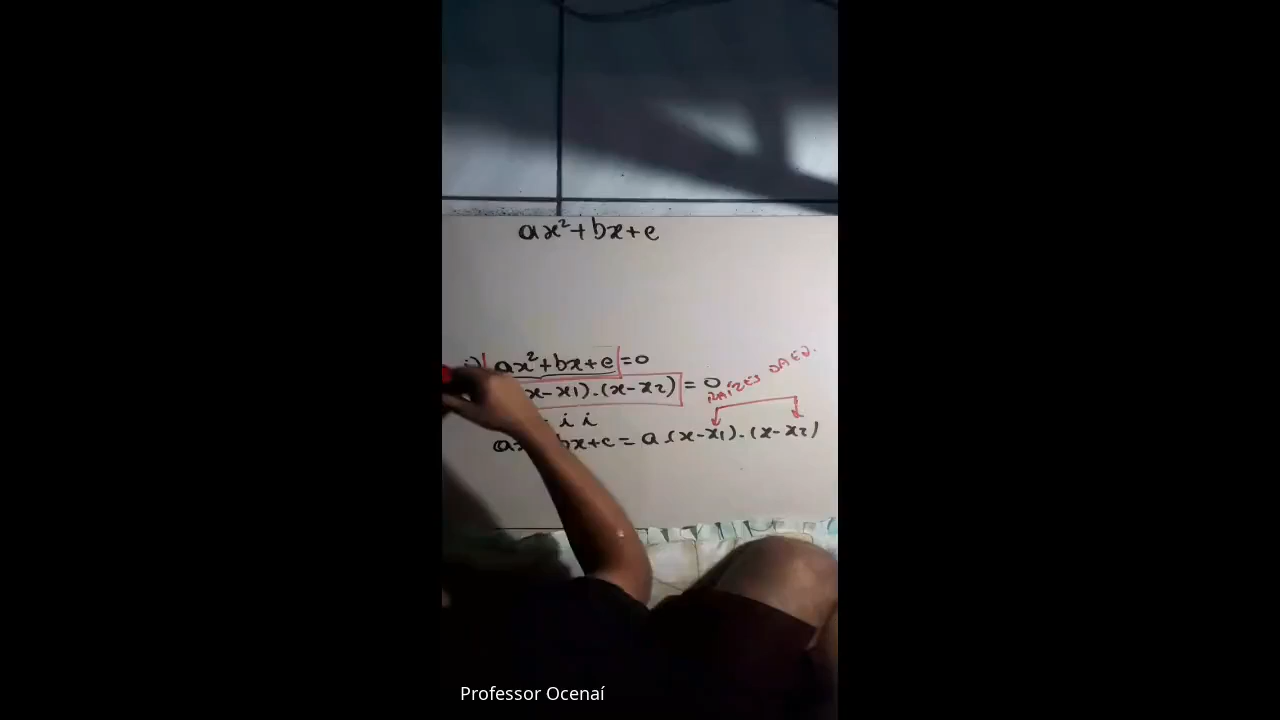 ax²+bx+c
i) ax²+bx+c=0
x-x1).(x-x2) = 0
RAÍZES DA EQ.
i i
bx+c = a.(x-x1).(x-x2)
Professor Ocenaí